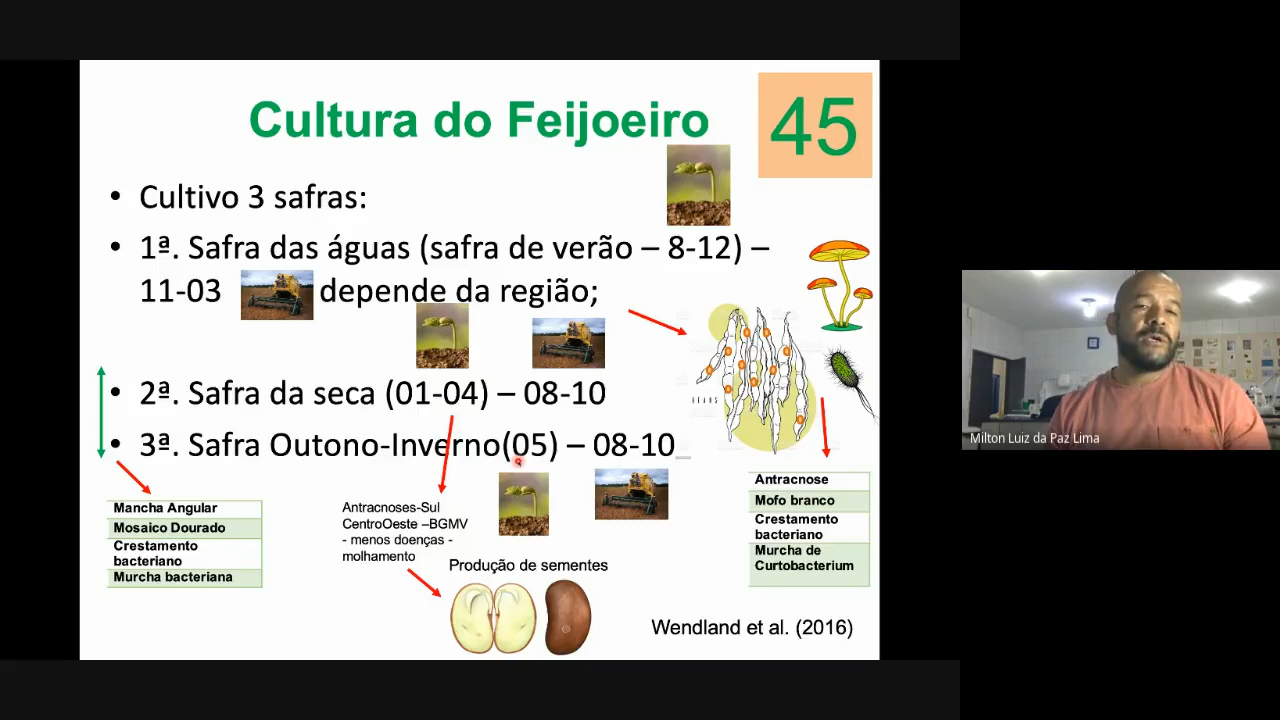 Cultura do Feijoeiro
45
• Cultivo 3 safras:
• 1ª. Safra das águas (safra de verão – 8-12) –
11-03 depende da região;
• 2ª. Safra da seca (01-04) – 08-10
• 3ª. Safra Outono-Inverno(05) – 08-10_
BEANS
Mancha Angular
Mosaico Dourado
Crestamento
bacteriano
Murcha bacteriana
Antracnoses-Sul
CentroOeste –BGMV
- menos doenças -
molhamento
Produção de sementes
Antracnose
Mofo branco
Crestamento
bacteriano
Murcha de
Curtobacterium
Wendland et al. (2016)
Milton Luiz da Paz Lima